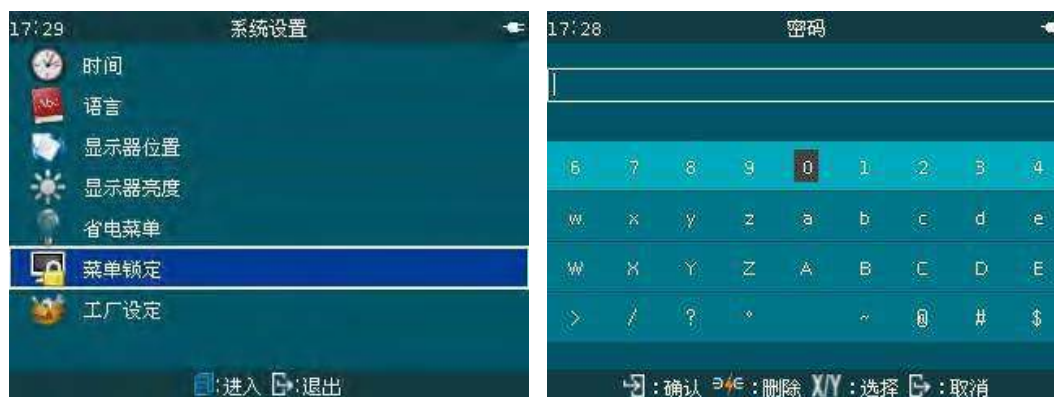 17:29 系统设置
时间
语言
显示器位置
显示器亮度
省电菜单
菜单锁定
工厂设定
:进入 :退出
17:28 密码
6 7 8 9 0 1 2 3 4
w x y z a b c d e
W X Y Z A B C D E
> / ? ° ~ @ # $
:确认 :删除 X/Y:选择 :取消